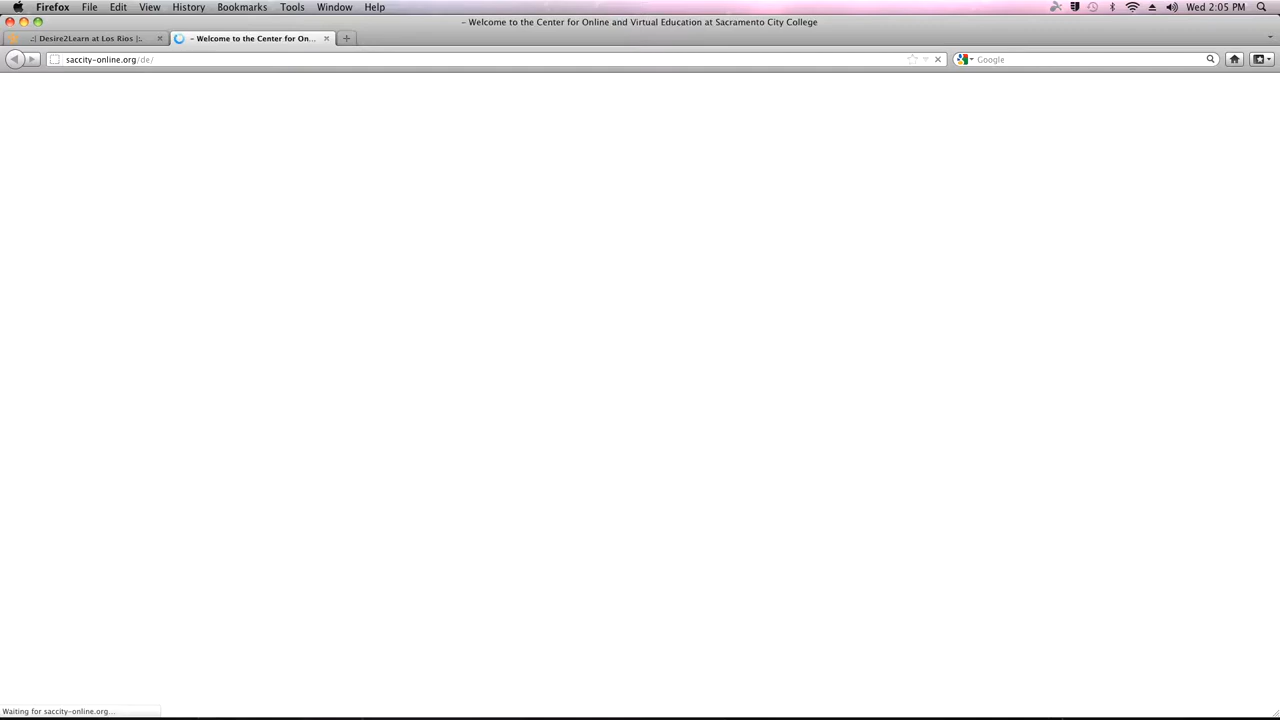 Firefox File Edit View History Bookmarks Tools Window Help Wed 2:05 PM
– Welcome to the Center for Online and Virtual Education at Sacramento City College
.:| Desire2Learn at Los Rios |:. – Welcome to the Center for On...
saccity-online.org/de/ Google
Waiting for saccity-online.org...